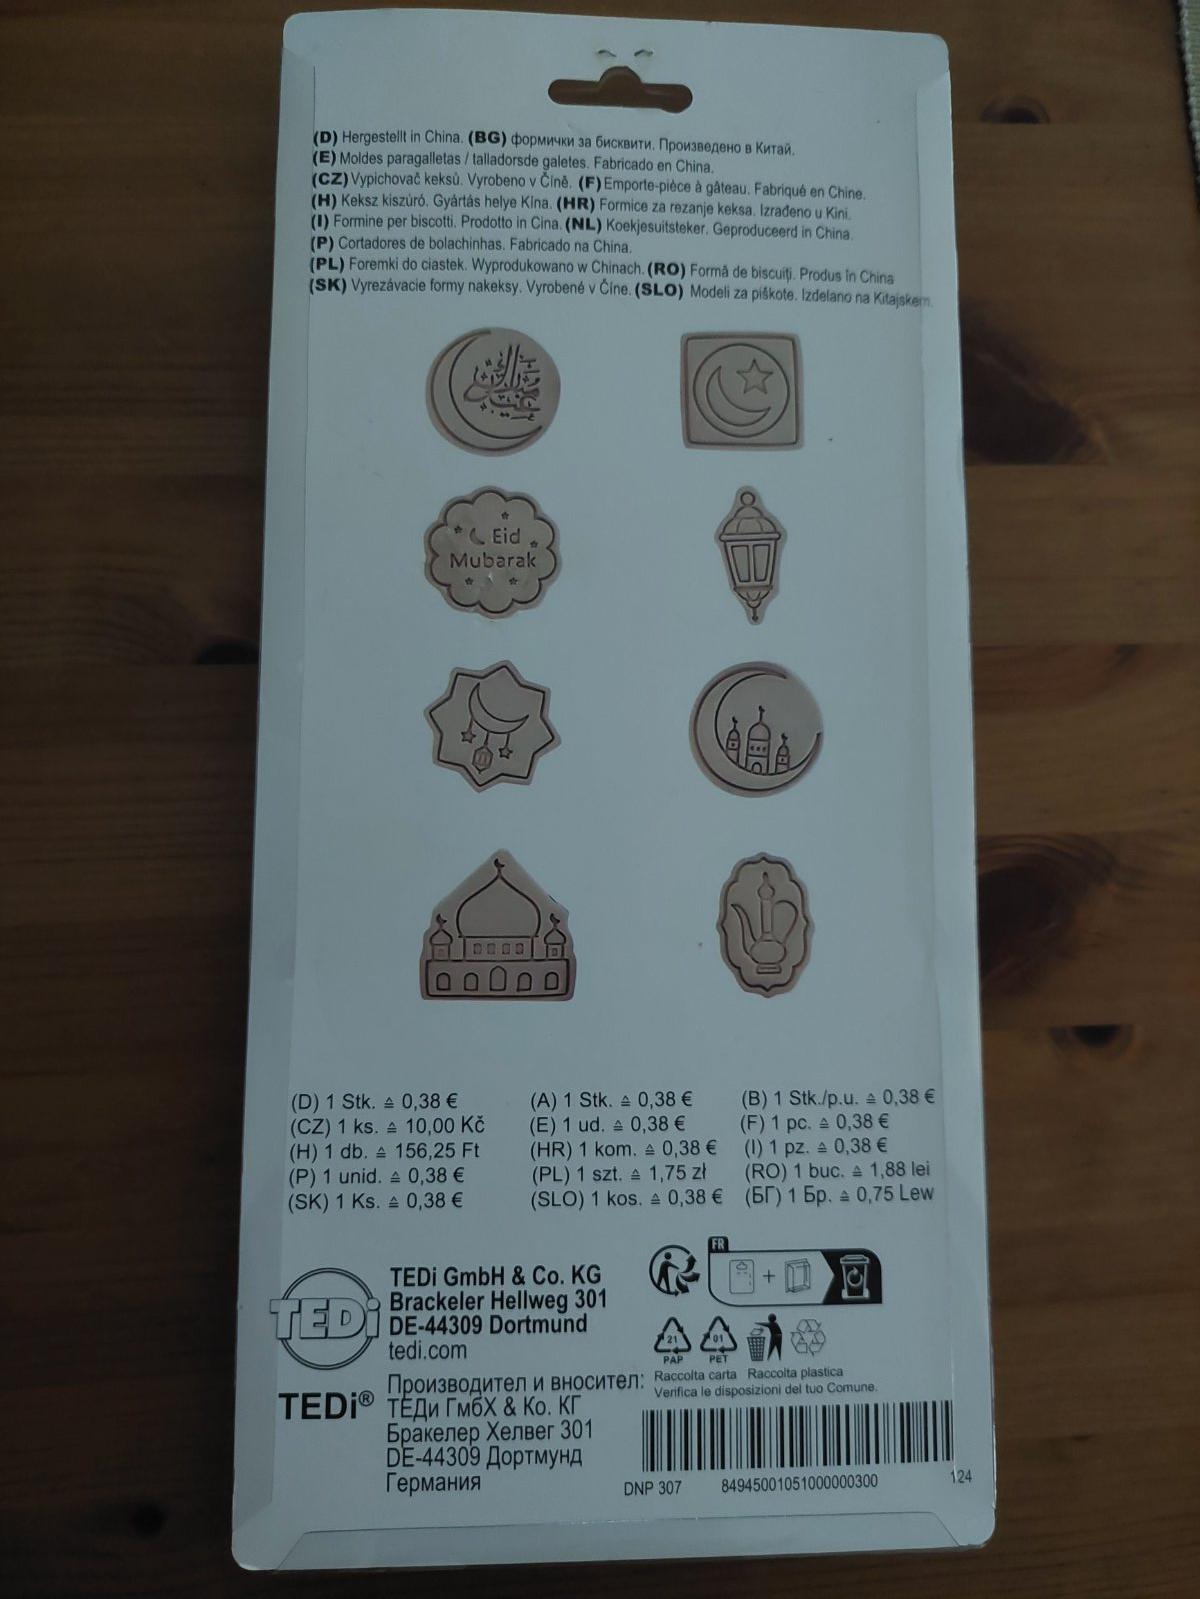 (D) Hergestellt in China. (BG) формички за бисквити. Произведено в Китай.
(E) Moldes paragalletas / talladorsde galetes. Fabricado en China.
(CZ) Vypichovač keksů. Vyrobeno v Číně. (F) Emporte-pièce à gâteau. Fabriqué en Chine.
(H) Keksz kiszúró. Gyártás helye Kína. (HR) Formice za rezanje keksa. Izrađeno u Kini.
(I) Formine per biscotti. Prodotto in Cina. (NL) Koekjesuitsteker. Geproduceerd in China.
(P) Cortadores de bolachinhas. Fabricado na China.
(PL) Foremki do ciastek. Wyprodukowano w Chinach. (RO) Formă de biscuiți. Produs în China
(SK) Vyrezávacie formy nakeksy. Vyrobené v Číne. (SLO) Modeli za piškote. Izdelano na Kitajskem.
Eid
Mubarak
(D) 1 Stk. ≙ 0,38 € (A) 1 Stk. ≙ 0,38 € (B) 1 Stk./p.u. ≙ 0,38 €
(CZ) 1 ks. ≙ 10,00 Kč (E) 1 ud. ≙ 0,38 € (F) 1 pc. ≙ 0,38 €
(H) 1 db. ≙ 156,25 Ft (HR) 1 kom. ≙ 0,38 € (I) 1 pz. ≙ 0,38 €
(P) 1 unid. ≙ 0,38 € (PL) 1 szt. ≙ 1,75 zł (RO) 1 buc. ≙ 1,88 lei
(SK) 1 Ks. ≙ 0,38 € (SLO) 1 kos. ≙ 0,38 € (БГ) 1 Бр. ≙ 0,75 Lew
TEDi
TEDi®
TEDi GmbH & Co. KG
Brackeler Hellweg 301
DE-44309 Dortmund
tedi.com
Производител и вносител:
ТЕДи ГмбХ & Ко. КГ
Бракелер Хелвег 301
DE-44309 Дортмунд
Германия
FR
+
21 01
PAP PET
Raccolta carta Raccolta plastica
Verifica le disposizioni del tuo Comune.
DNP 307 84945001051000000300 124